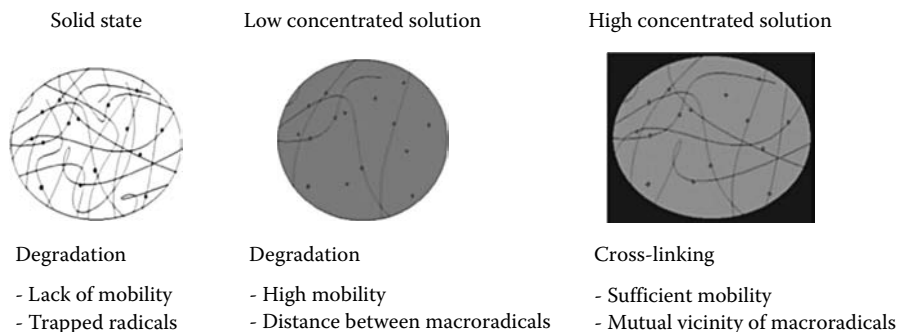 Solid state
Degradation
- Lack of mobility
- Trapped radicals
Low concentrated solution
Degradation
- High mobility
- Distance between macroradicals
High concentrated solution
Cross-linking
- Sufficient mobility
- Mutual vicinity of macroradicals